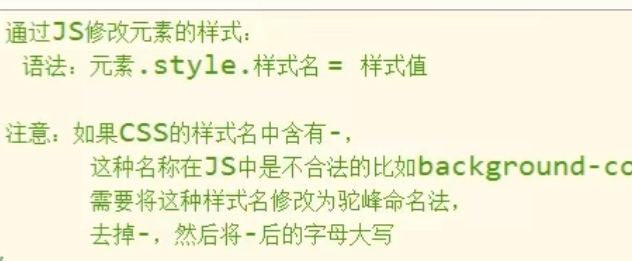 通过JS修改元素的样式:
语法: 元素.style.样式名 = 样式值
注意: 如果CSS的样式名中含有-,
这种名称在JS中是不合法的比如background-co
需要将这种样式名修改为驼峰命名法,
去掉-, 然后将-后的字母大写